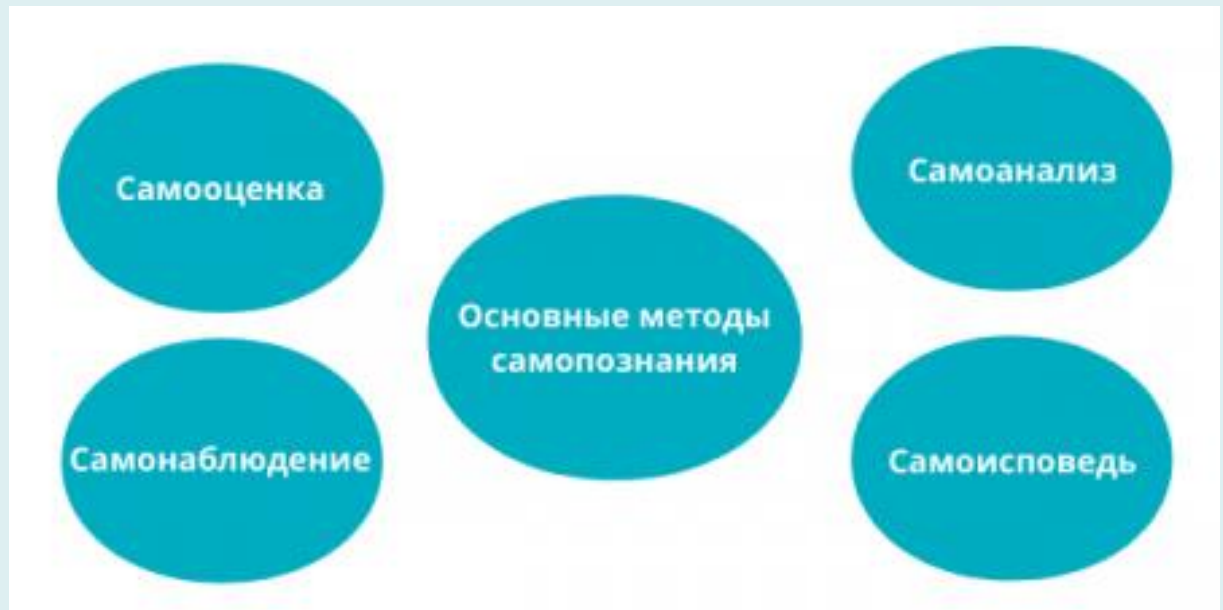 Самооценка
Самоанализ
Основные методы
самопознания
Самонаблюдение
Самоисповедь